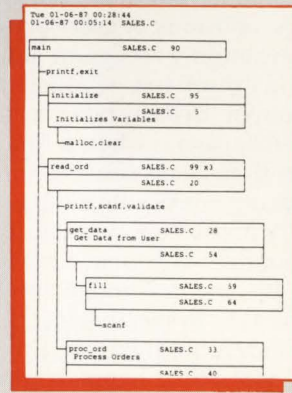 Tue 01-06-87 00:28:44
01-06-87 00:05:14 SALES.C
main SALES.C 90
printf,exit
initialize SALES.C 95
SALES.C 5
Initializes Variables
malloc,clear
read_ord SALES.C 99 x3
SALES.C 20
printf,scanf,validate
get_data SALES.C 28
Get Data from User
SALES.C 54
fill SALES.C 59
SALES.C 64
scanf
proc_ord SALES.C 33
Process Orders
SALES.C 40